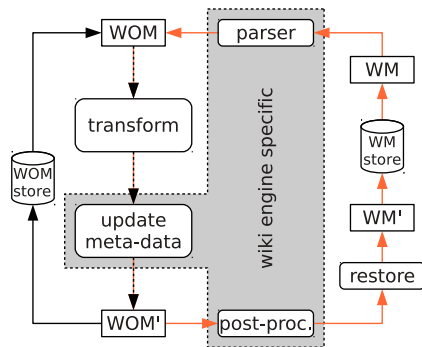 WOM
parser
WM
transform
WOM
store
WM
store
wiki engine specific
update
meta-data
WM'
restore
WOM'
post-proc.